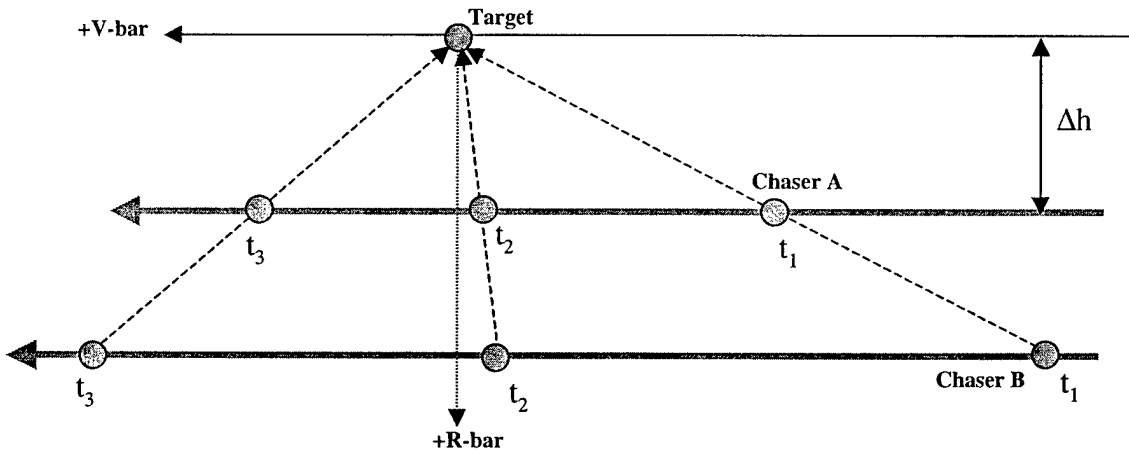 Target
+V-bar
Δh
Chaser A
t₃
t₂
t₁
Chaser B
t₃
t₂
t₁
+R-bar